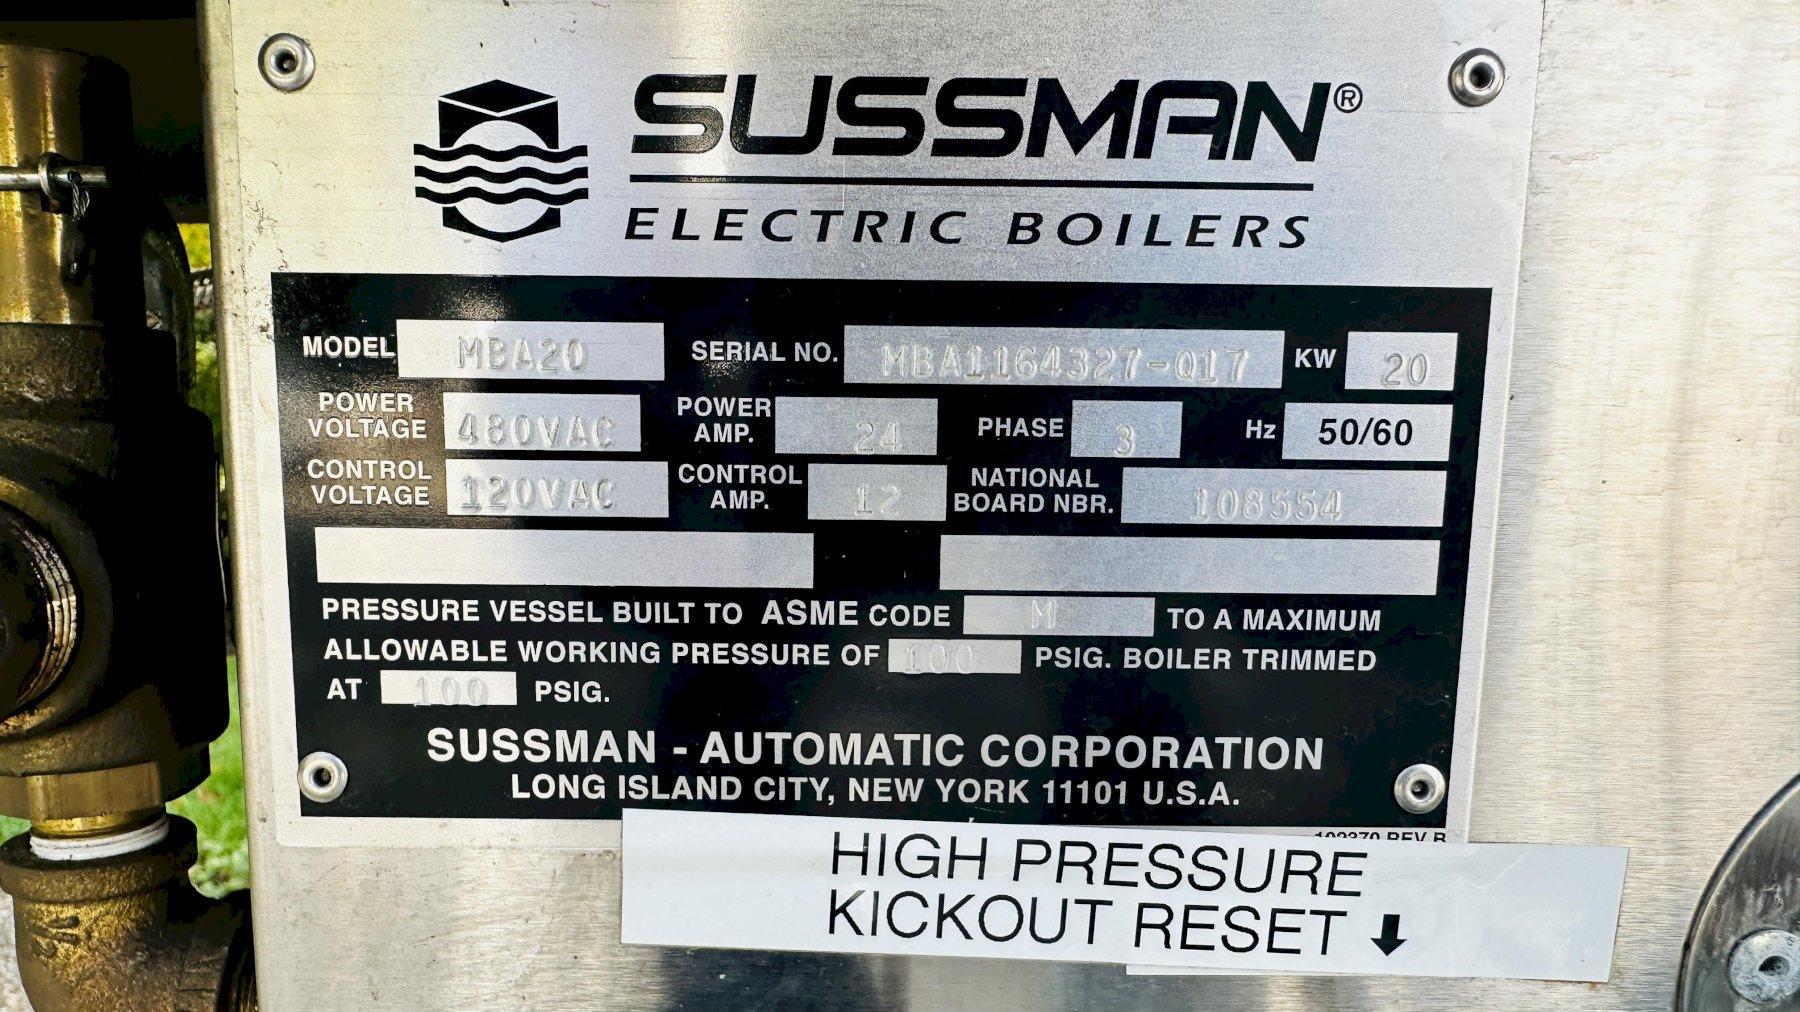 SUSSMAN®
ELECTRIC BOILERS
MODEL MBA20 SERIAL NO. MBA1164327-Q17 KW 20
POWER VOLTAGE 480VAC POWER AMP. 24 PHASE 3 Hz 50/60
CONTROL VOLTAGE 120VAC CONTROL AMP. 12 NATIONAL BOARD NBR. 108554
PRESSURE VESSEL BUILT TO ASME CODE M TO A MAXIMUM
ALLOWABLE WORKING PRESSURE OF 100 PSIG. BOILER TRIMMED
AT 100 PSIG.
SUSSMAN - AUTOMATIC CORPORATION
LONG ISLAND CITY, NEW YORK 11101 U.S.A.
102370 REV B
HIGH PRESSURE
KICKOUT RESET ↓